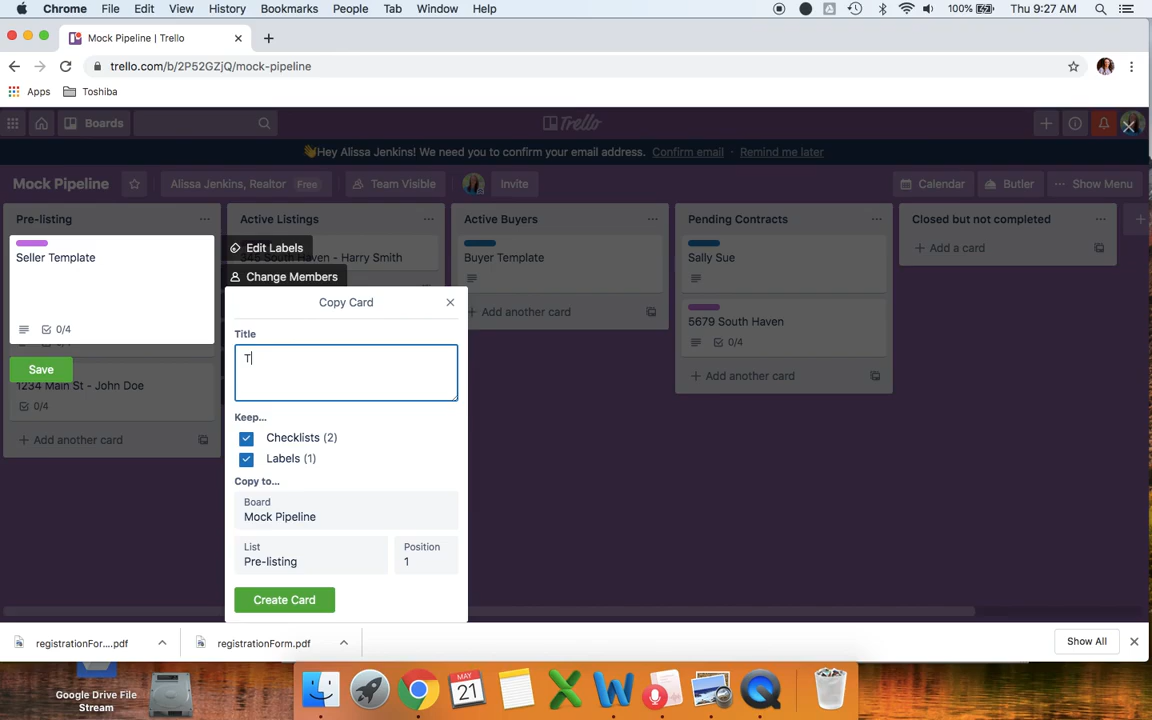 Chrome File Edit View History Bookmarks People Tab Window Help 100% Thu 9:27 AM
Mock Pipeline | Trello
trello.com/b/2P52GZjQ/mock-pipeline
Apps Toshiba
Boards Trello
Hey Alissa Jenkins! We need you to confirm your email address. Confirm email · Remind me later
Mock Pipeline Alissa Jenkins, Realtor Free Team Visible Invite Calendar Butler ··· Show Menu
Pre-listing ··· Active Listings ··· Active Buyers ··· Pending Contracts ··· Closed but not completed ···
Seller Template
0/4
Save
1234 Main St - John Doe
0/4
+ Add another card
Edit Labels
345 South Haven - Harry Smith
Change Members
Buyer Template
+ Add another card
Sally Sue
5679 South Haven
0/4
+ Add another card
+ Add a card
Copy Card
Title
T
Keep...
Checklists (2)
Labels (1)
Copy to...
Board
Mock Pipeline
List
Pre-listing
Position
1
Create Card
registrationFor....pdf registrationForm.pdf Show All
Google Drive File
Stream
MAY
21